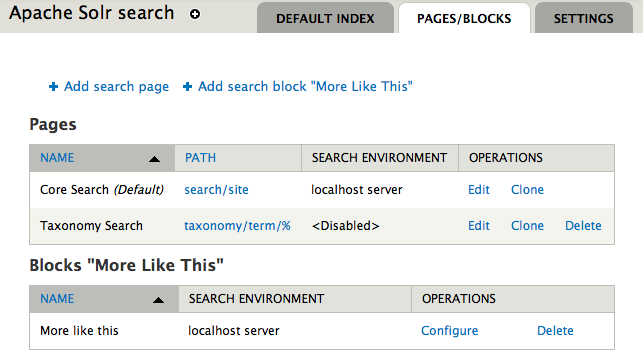 Apache Solr search
DEFAULT INDEX PAGES/BLOCKS SETTINGS
Add search page Add search block "More Like This"
Pages
NAME PATH SEARCH ENVIRONMENT OPERATIONS
Core Search (Default) search/site localhost server Edit Clone
Taxonomy Search taxonomy/term/% <Disabled> Edit Clone Delete
Blocks "More Like This"
NAME SEARCH ENVIRONMENT OPERATIONS
More like this localhost server Configure Delete